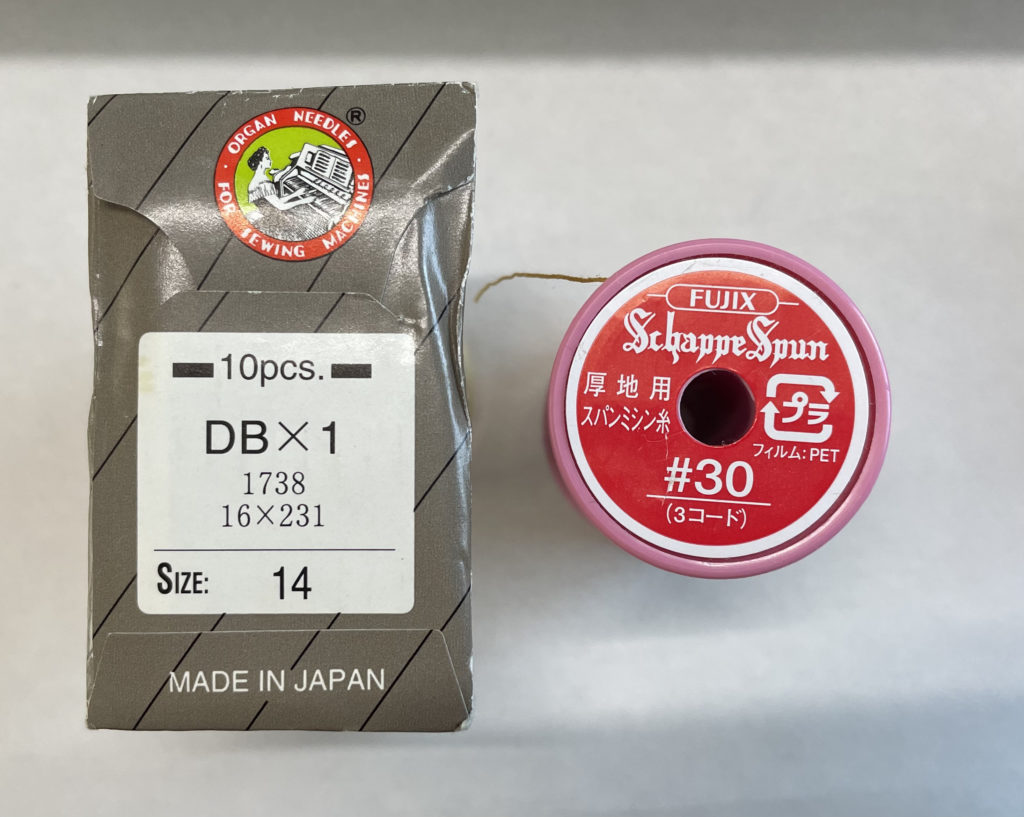 ORGAN NEEDLES
FOR SEWING MACHINES
®
10pcs.
DB×1
1738
16×231
SIZE: 14
MADE IN JAPAN
FUJIX
Schappe Spun
厚地用
スパンミシン糸
プラ
フィルム:PET
#30
(3コード)